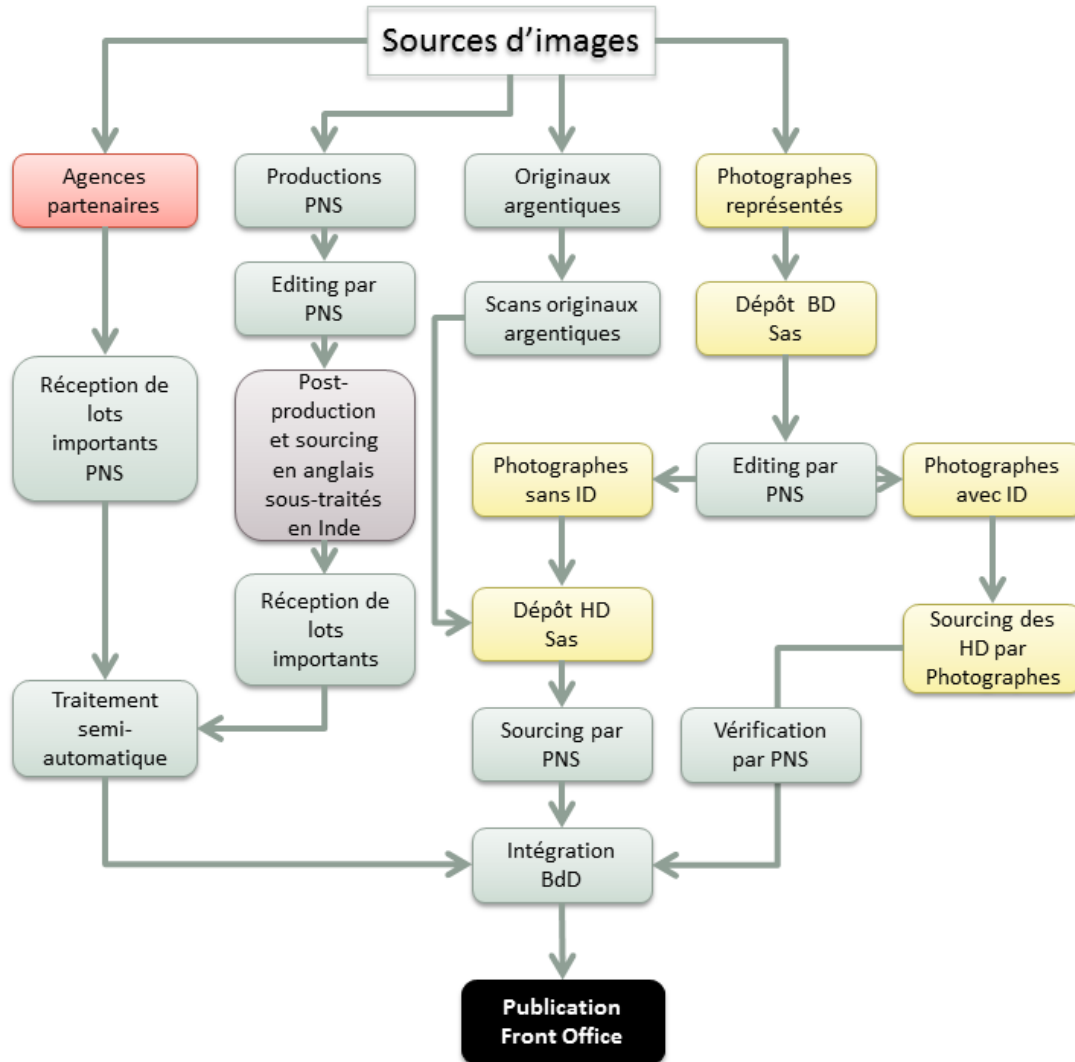 Sources d’images
Agences
partenaires
Productions
PNS
Originaux
argentiques
Photographes
représentés
Editing par
PNS
Scans originaux
argentiques
Dépôt BD
Sas
Réception de
lots
importants
PNS
Post-
production
et sourcing
en anglais
sous-traités
en Inde
Photographes
sans ID
Editing par
PNS
Photographes
avec ID
Réception de
lots
importants
Dépôt HD
Sas
Sourcing des
HD par
Photographes
Traitement
semi-
automatique
Sourcing par
PNS
Vérification
par PNS
Intégration
BdD
Publication
Front Office